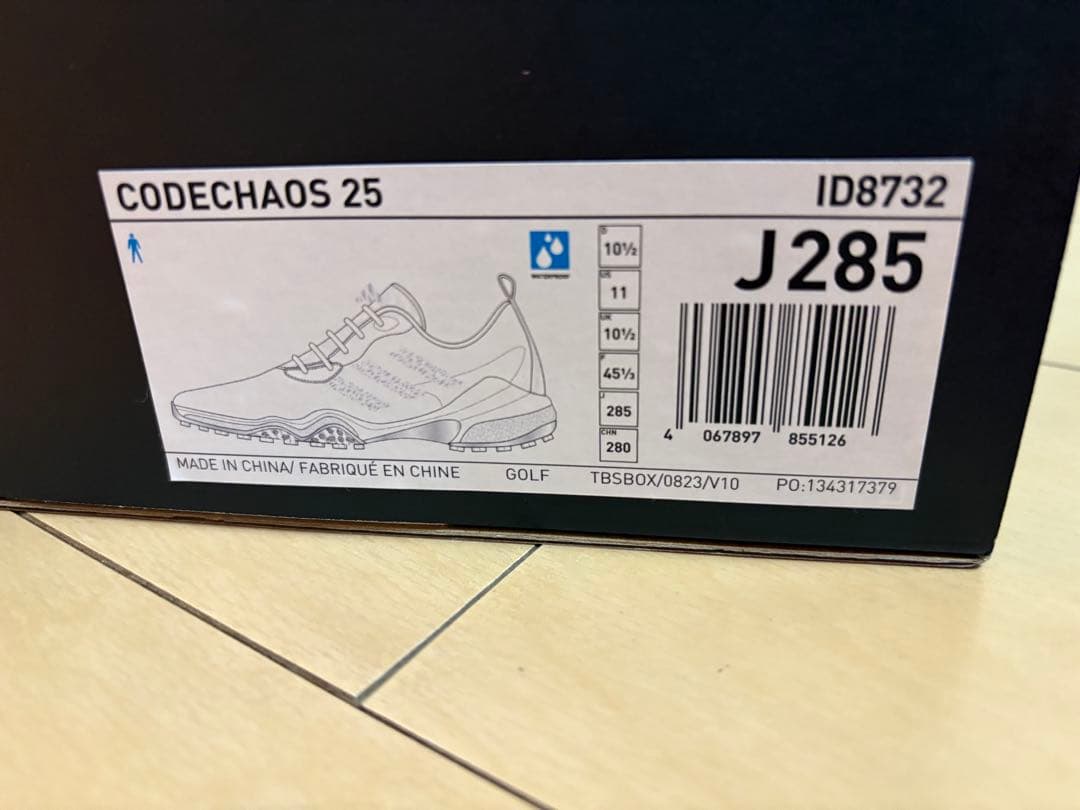 CODECHAOS 25 ID8732
WATERPROOF
D 10½
US 11
UK 10½
F 45⅓
J 285
CHN 280
J 285
4 067897 855126
MADE IN CHINA/ FABRIQUÉ EN CHINE GOLF TBSBOX/0823/V10 PO:134317379